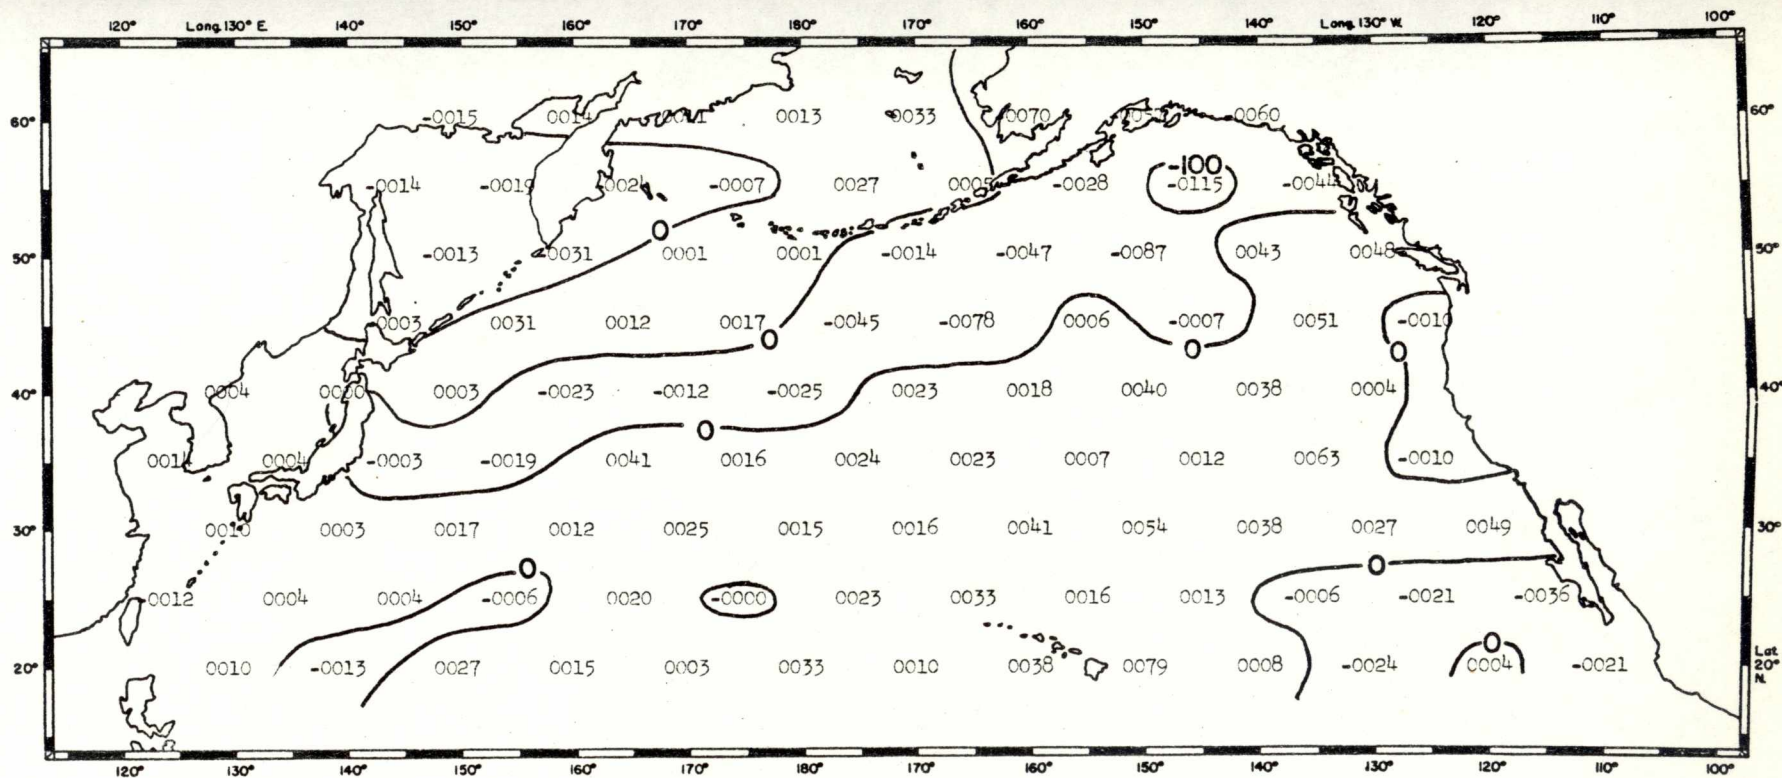 120° Long. 130° E. 140° 150° 160° 170° 180° 170° 160° 150° 140° Long. 130° W. 120° 110° 100°
60° -0015 0014 0013 0033 0070 -0060 60°
-0014 -0019 0024 -0007 0027 0005 -0028 -100 -0115 -0044
0
50° -0013 0031 0001 0001 -0014 -0047 -0087 0043 0048 50°
0003 0031 0012 0017 -0045 -0078 0006 -0007 0051 -0010
0 0 0
40° 0004 0000 0003 -0023 -0012 -0025 0023 0018 0040 0038 0004 40°
0
0014 0004 -0003 -0019 0041 0016 0024 0023 0007 0012 0063 -0010
30° 0010 0003 0017 0012 0025 0015 0016 0041 0054 0038 0027 0049 30°
0 0
-0012 0004 0004 -0006 0020 -0000 0023 0033 0016 0013 -0006 -0021 -0036
0
20° 0010 -0013 0027 0015 0003 0033 0010 0038 0079 0008 -0024 0004 -0021 Lat. 20° N.
120° 130° 140° 150° 160° 170° 180° 170° 160° 150° 140° 130° 120° 110° 100°